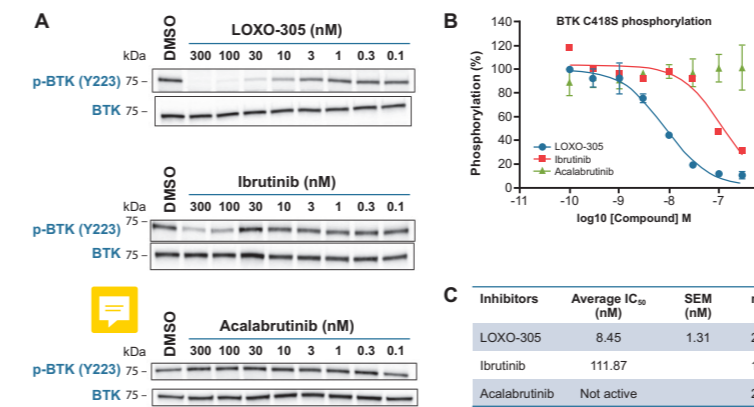 A
LOXO-305 (nM)
DMSO
kDa 300 100 30 10 3 1 0.3 0.1
p-BTK (Y223) 75 –
BTK 75 –
Ibrutinib (nM)
DMSO
kDa 300 100 30 10 3 1 0.3 0.1
p-BTK (Y223) 75 –
BTK 75 –
Acalabrutinib (nM)
DMSO
kDa 300 100 30 10 3 1 0.3 0.1
p-BTK (Y223) 75 –
BTK 75 –
B
BTK C418S phosphorylation
Phosphorylation (%)
140
120
100
80
60
40
20
0
LOXO-305
Ibrutinib
Acalabrutinib
-11 -10 -9 -8 -7
log10 [Compound] M
C
Inhibitors Average IC₅₀ (nM) SEM (nM)
LOXO-305 8.45 1.31
Ibrutinib 111.87
Acalabrutinib Not active